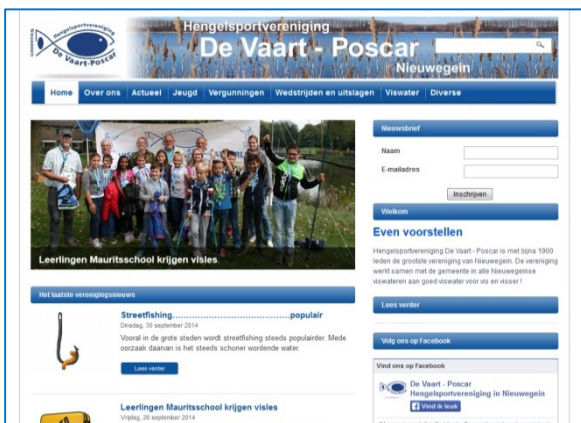 Hengelsportvereniging
De Vaart - Poscar
Nieuwegein
De Vaart-Poscar
Home Over ons Actueel Jeugd Vergunningen Wedstrijden en uitslagen Viswater Diverse
Leerlingen Mauritsschool krijgen visles
Het laatste verenigingsnieuws
Streetfishing..........................................populair
Dinsdag, 30 september 2014
Vooral in de grote steden wordt streetfishing steeds populairder. Mede
oorzaak daarvan is het steeds schoner wordende water.
Lees verder
Leerlingen Mauritsschool krijgen visles
Vrijdag, 26 september 2014
Nieuwsbrief
Naam
E-mailadres
Inschrijven
Welkom
Even voorstellen
Hengelsportvereniging De Vaart - Poscar is met bijna 1900
leden de grootste vereniging van Nieuwegein. De vereniging
werkt samen met de gemeente in alle Nieuwegeinse
viswateren aan goed viswater voor vis en visser !
Lees verder
Volg ons op Facebook
Vind ons op Facebook
De Vaart - Poscar
Hengelsportvereniging in Nieuwegein
Vind ik leuk